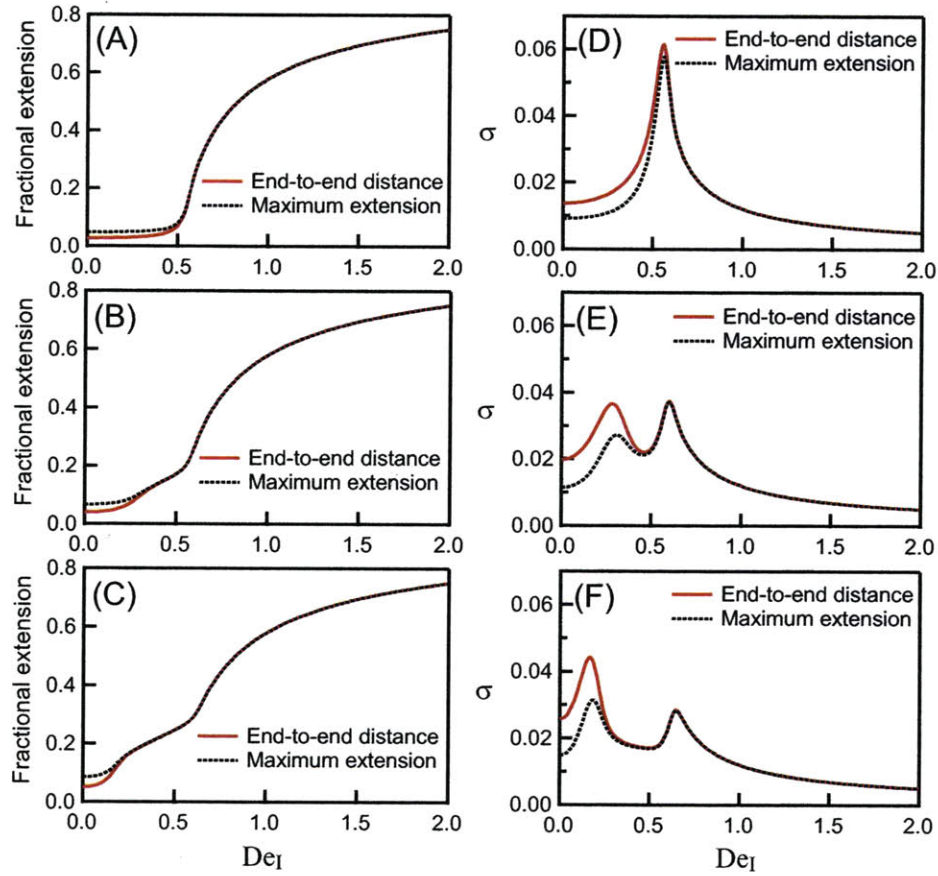 0.8
(A)
Fractional extension
0.6
0.4
End-to-end distance
0.2
Maximum extension
0.0
0.0 0.5 1.0 1.5 2.0
(D)
End-to-end distance
0.06
Maximum extension
σ
0.04
0.02
0.00
0.0 0.5 1.0 1.5 2.0
0.8
(B)
Fractional extension
0.6
0.4
End-to-end distance
0.2
Maximum extension
0.0
0.0 0.5 1.0 1.5 2.0
(E)
End-to-end distance
0.06
Maximum extension
σ
0.04
0.02
0.00
0.0 0.5 1.0 1.5 2.0
0.8
(C)
Fractional extension
0.6
0.4
End-to-end distance
0.2
Maximum extension
0.0
0.0 0.5 1.0 1.5 2.0
De_I
(F)
End-to-end distance
0.06
Maximum extension
σ
0.04
0.02
0.00
0.0 0.5 1.0 1.5 2.0
De_I